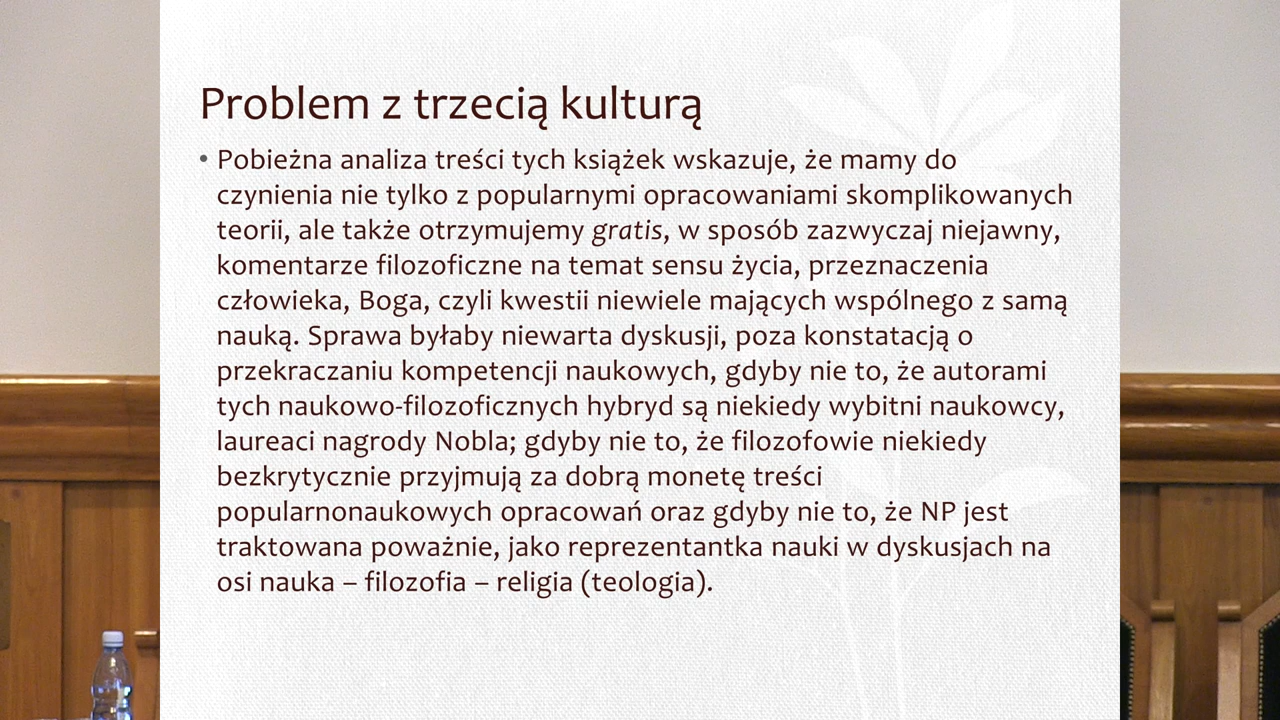 Problem z trzecią kulturą
• Pobieżna analiza treści tych książek wskazuje, że mamy do
czynienia nie tylko z popularnymi opracowaniami skomplikowanych
teorii, ale także otrzymujemy gratis, w sposób zazwyczaj niejawny,
komentarze filozoficzne na temat sensu życia, przeznaczenia
człowieka, Boga, czyli kwestii niewiele mających wspólnego z samą
nauką. Sprawa byłaby niewarta dyskusji, poza konstatacją o
przekraczaniu kompetencji naukowych, gdyby nie to, że autorami
tych naukowo-filozoficznych hybryd są niekiedy wybitni naukowcy,
laureaci nagrody Nobla; gdyby nie to, że filozofowie niekiedy
bezkrytycznie przyjmują za dobrą monetę treści
popularnonaukowych opracowań oraz gdyby nie to, że NP jest
traktowana poważnie, jako reprezentantka nauki w dyskusjach na
osi nauka – filozofia – religia (teologia).